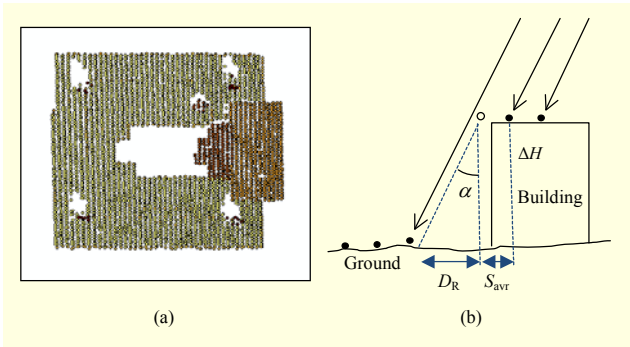 ΔH
α
Building
Ground
D_R
S_avr
(a)
(b)